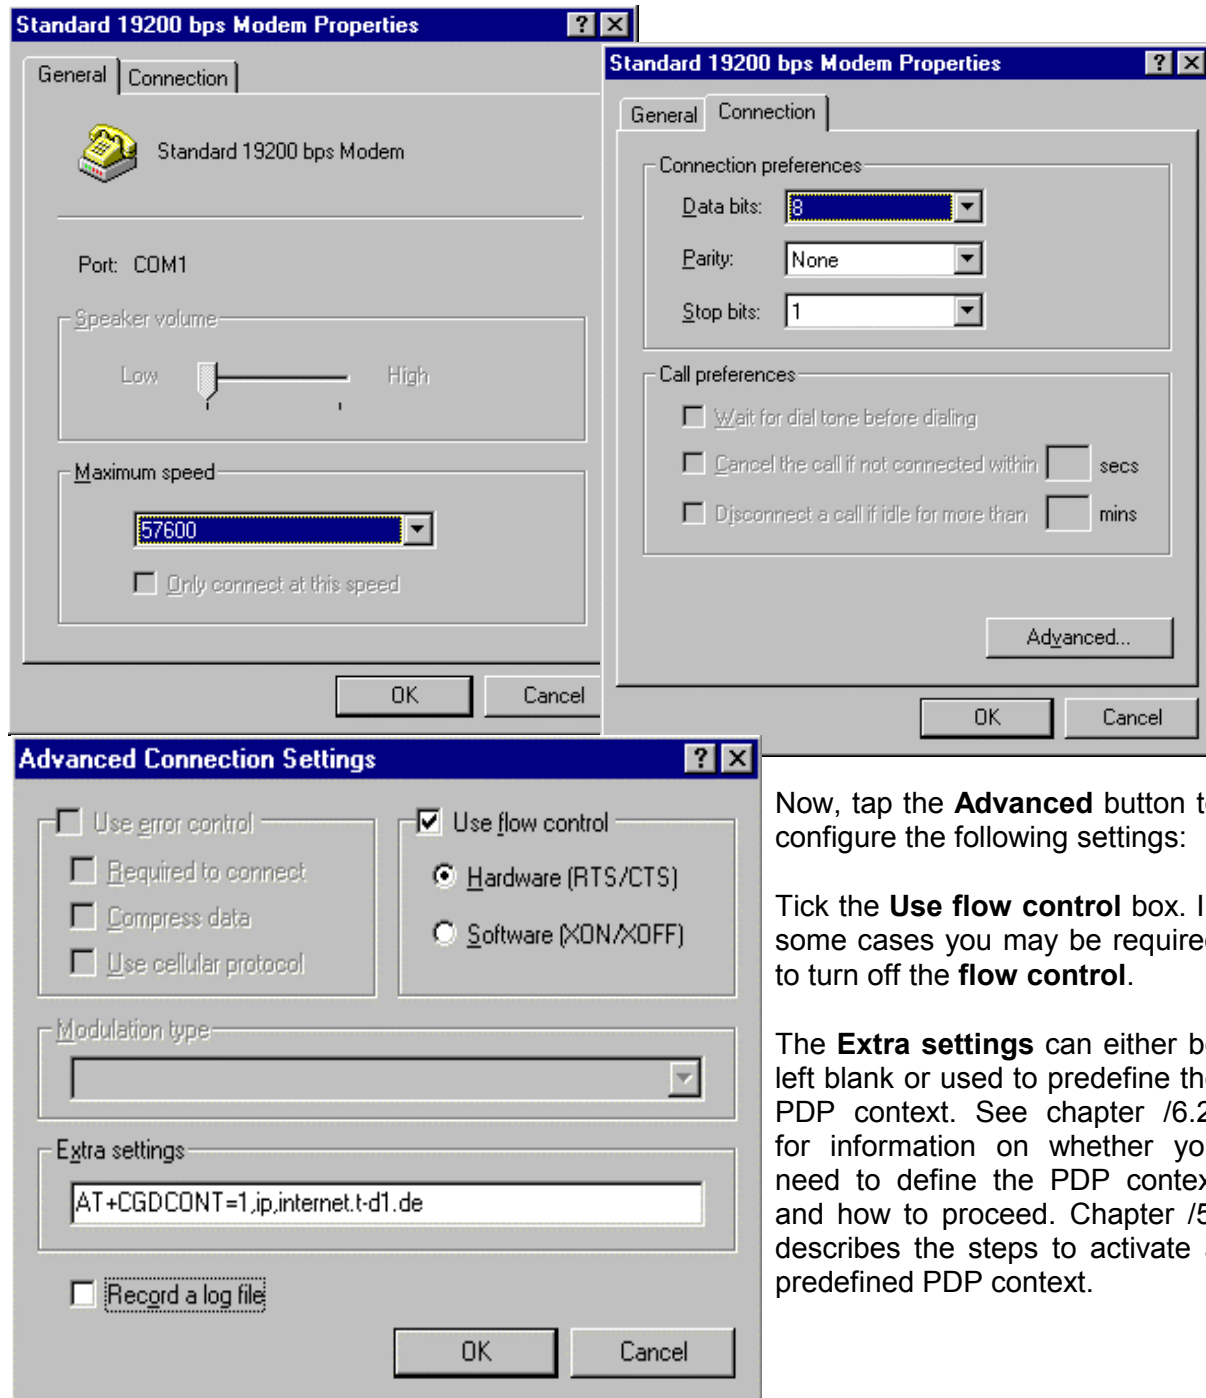 Standard 19200 bps Modem Properties
General
Connection
Standard 19200 bps Modem
Port: COM1
Speaker volume
Low
High
Maximum speed
57600
Only connect at this speed
OK
Cancel
Standard 19200 bps Modem Properties
General
Connection
Connection preferences
Data bits:
8
Parity:
None
Stop bits:
1
Call preferences
Wait for dial tone before dialing
Cancel the call if not connected within
secs
Disconnect a call if idle for more than
mins
Advanced...
OK
Cancel
Advanced Connection Settings
Use error control
Required to connect
Compress data
Use cellular protocol
Use flow control
Hardware (RTS/CTS)
Software (XON/XOFF)
Modulation type
Extra settings
AT+CGDCONT=1,ip,internet.t-d1.de
Record a log file
OK
Cancel
Now, tap the Advanced button
configure the following settings:
Tick the Use flow control box.
some cases you may be
to turn off the flow control.
The Extra settings can either
left blank or used to predefine
PDP context. See chapter
for information on whether
need to define the PDP
and how to proceed. Chapter
describes the steps to activate
predefined PDP context.